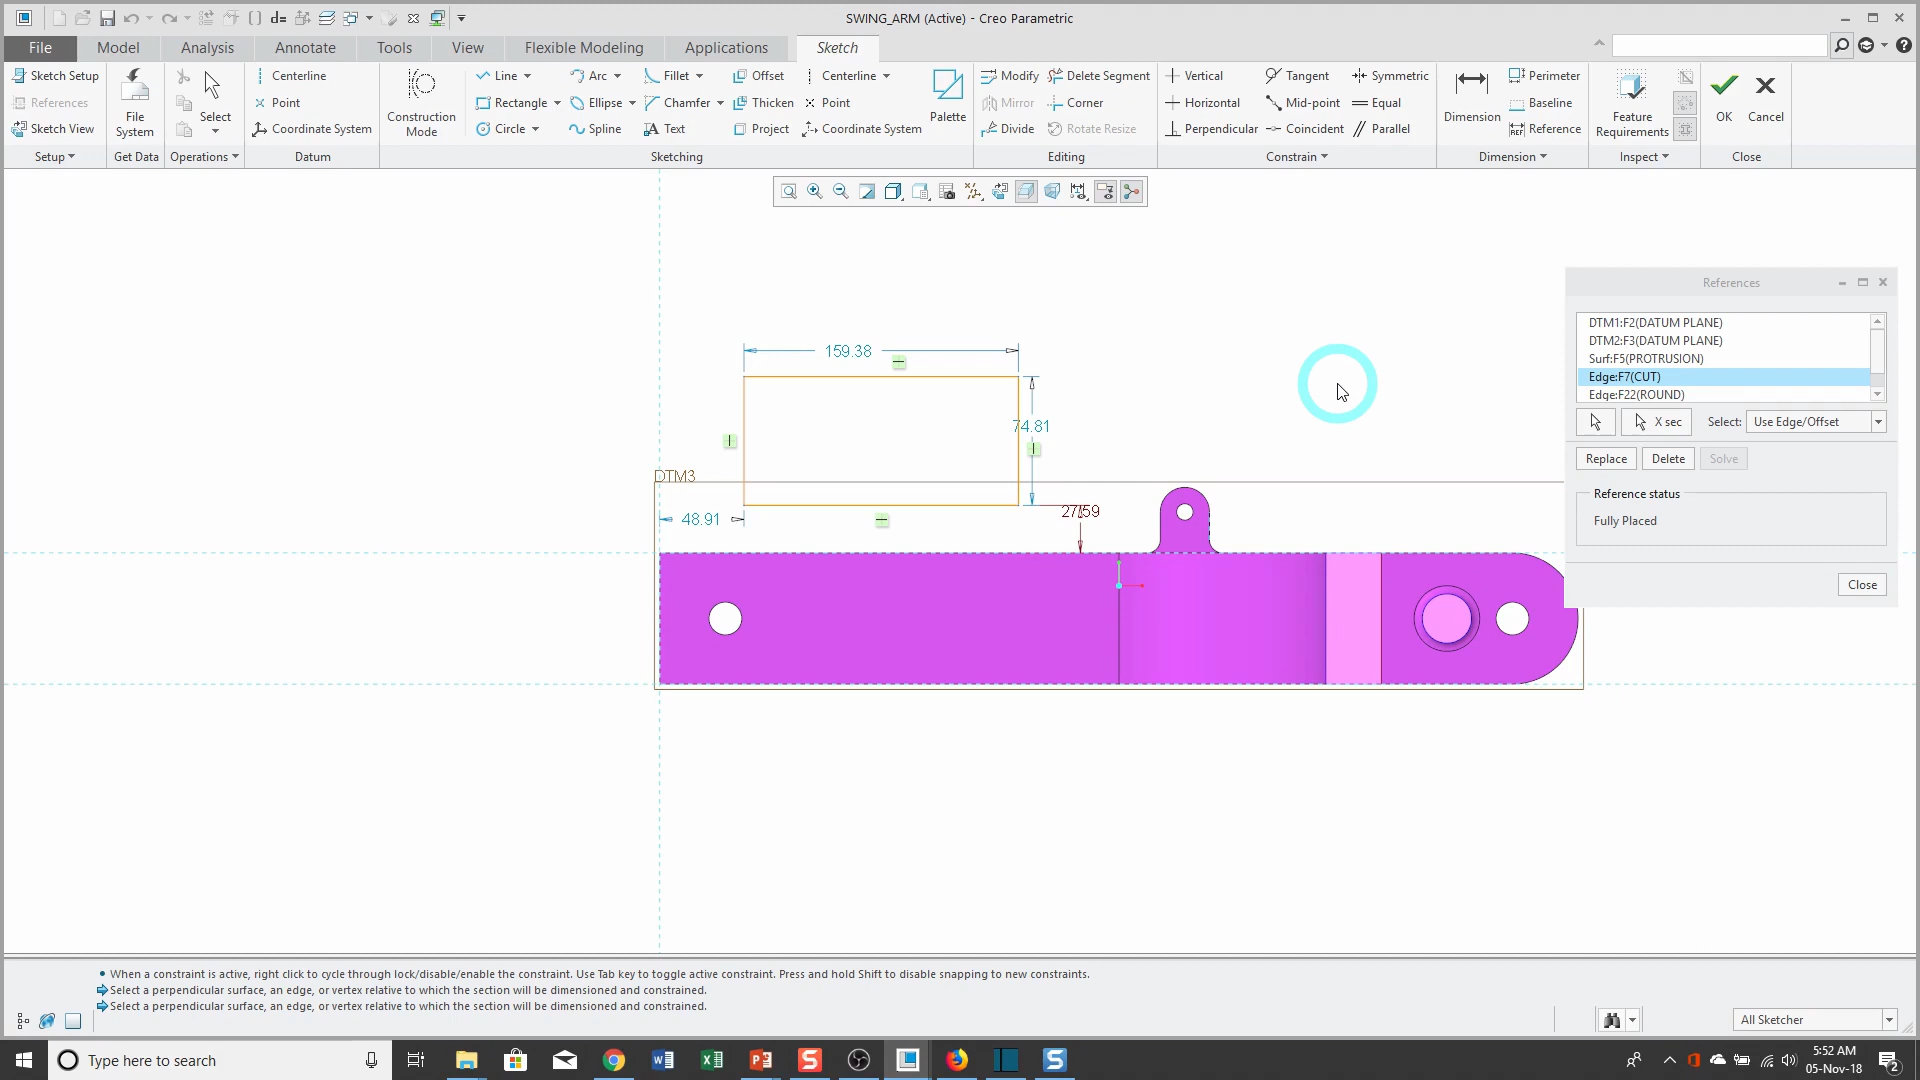 SWING_ARM (Active) - Creo Parametric
File Model Analysis Annotate Tools View Flexible Modeling Applications Sketch
Sketch Setup
References
Sketch View
Setup
File System
Get Data
Select
Operations
Centerline
Point
Coordinate System
Datum
Construction Mode
Line Arc Fillet Offset Centerline
Rectangle Ellipse Chamfer Thicken Point
Circle Spline Text Project Coordinate System
Palette
Sketching
Modify Delete Segment
Mirror Corner
Divide Rotate Resize
Editing
Vertical Tangent Symmetric
Horizontal Mid-point Equal
Perpendicular Coincident Parallel
Constrain
Dimension
Perimeter
Baseline
Reference
Dimension
Feature Requirements
Inspect
OK Cancel
Close
References
DTM1:F2(DATUM PLANE)
DTM2:F3(DATUM PLANE)
Surf:F5(PROTRUSION)
Edge:F7(CUT)
Edge:F22(ROUND)
X sec Select: Use Edge/Offset
Replace Delete Solve
Reference status
Fully Placed
Close
159.38
74.81
DTM3
48.91
27.59
When a constraint is active, right click to cycle through lock/disable/enable the constraint. Use Tab key to toggle active constraint. Press and hold Shift to disable snapping to new constraints.
Select a perpendicular surface, an edge, or vertex relative to which the section will be dimensioned and constrained.
Select a perpendicular surface, an edge, or vertex relative to which the section will be dimensioned and constrained.
All Sketcher
Type here to search
5:52 AM
05-Nov-18
2